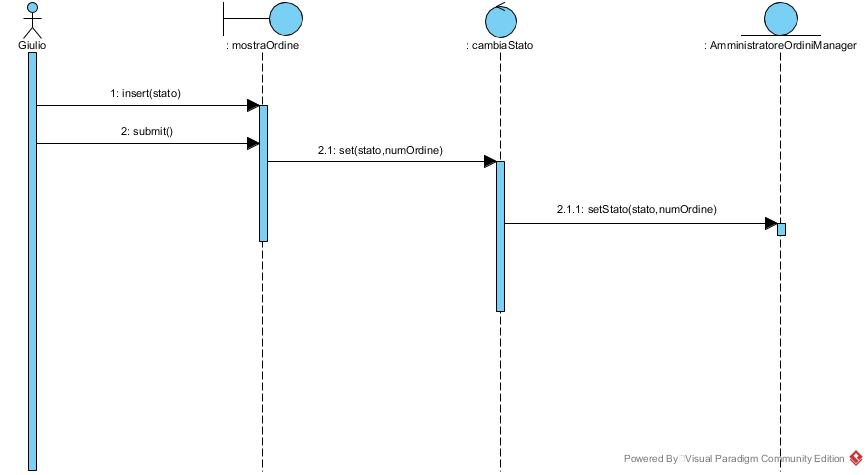 Giulio
: mostraOrdine
: cambiaStato
: AmministratoreOrdiniManager
1: insert(stato)
2: submit()
2.1: set(stato,numOrdine)
2.1.1: setStato(stato,numOrdine)
Powered By Visual Paradigm Community Edition